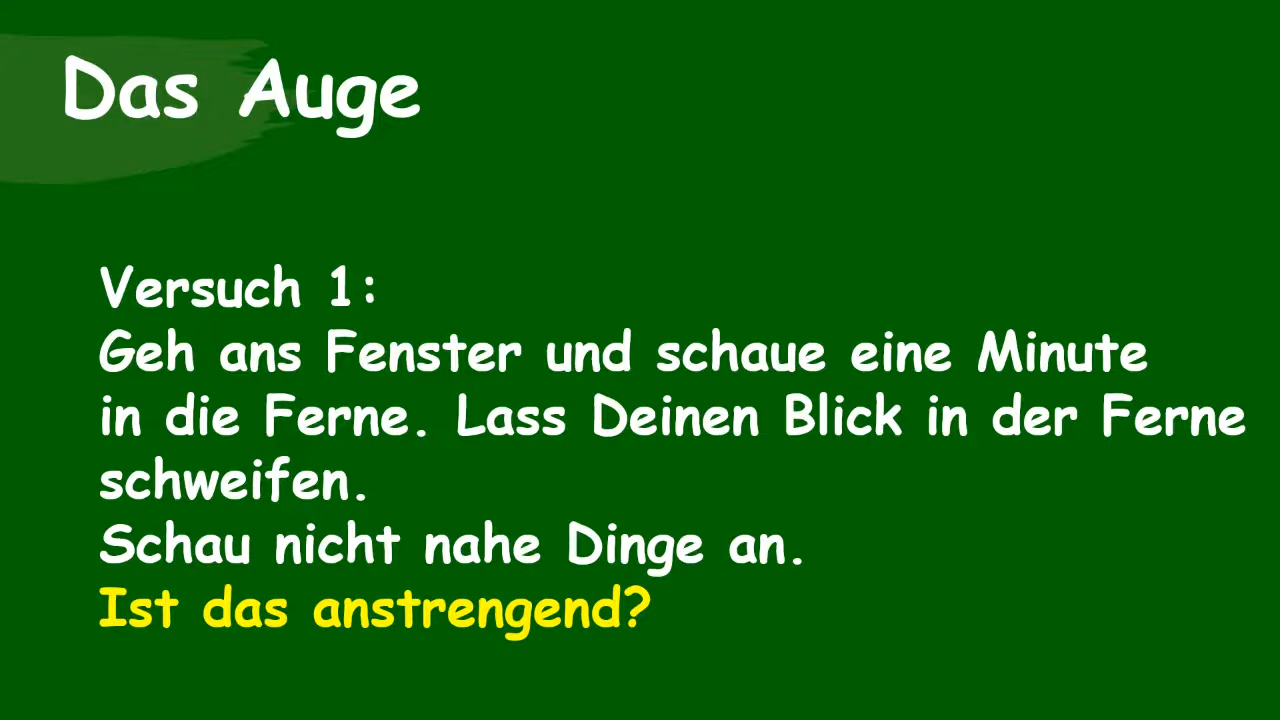 Das Auge
Versuch 1:
Geh ans Fenster und schaue eine Minute
in die Ferne. Lass Deinen Blick in der Ferne
schweifen.
Schau nicht nahe Dinge an.
Ist das anstrengend?